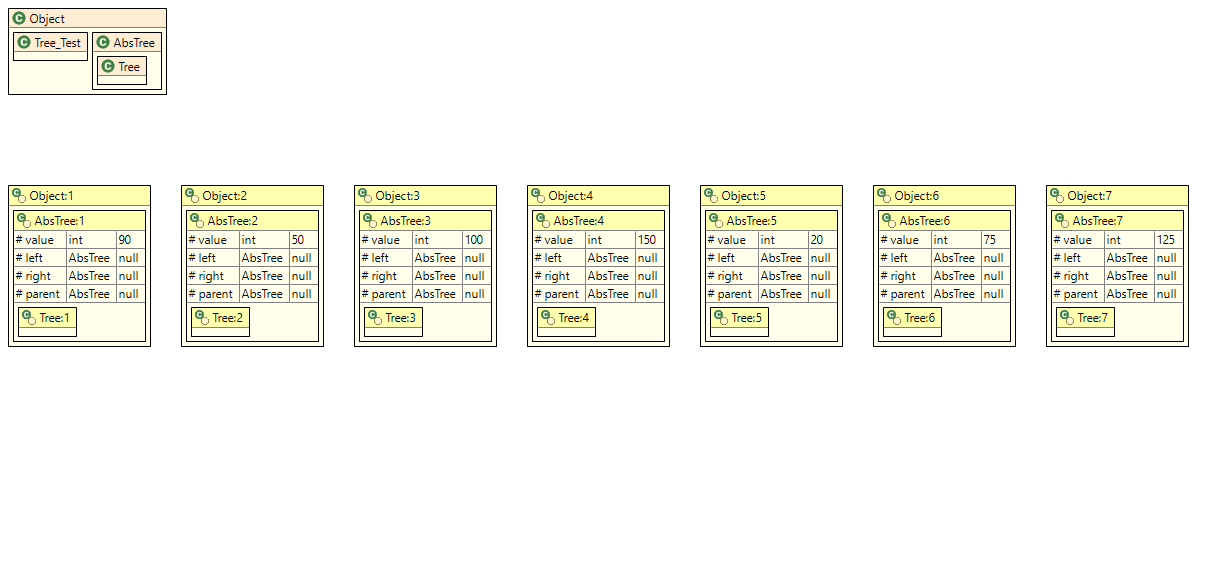 Object
Tree_Test AbsTree
Tree
Object:1 Object:2 Object:3 Object:4 Object:5 Object:6 Object:7
AbsTree:1 AbsTree:2 AbsTree:3 AbsTree:4 AbsTree:5 AbsTree:6 AbsTree:7
# value int 90 # value int 50 # value int 100 # value int 150 # value int 20 # value int 75 # value int 125
# left AbsTree null # left AbsTree null # left AbsTree null # left AbsTree null # left AbsTree null # left AbsTree null # left AbsTree null
# right AbsTree null # right AbsTree null # right AbsTree null # right AbsTree null # right AbsTree null # right AbsTree null # right AbsTree null
# parent AbsTree null # parent AbsTree null # parent AbsTree null # parent AbsTree null # parent AbsTree null # parent AbsTree null # parent AbsTree null
Tree:1 Tree:2 Tree:3 Tree:4 Tree:5 Tree:6 Tree:7